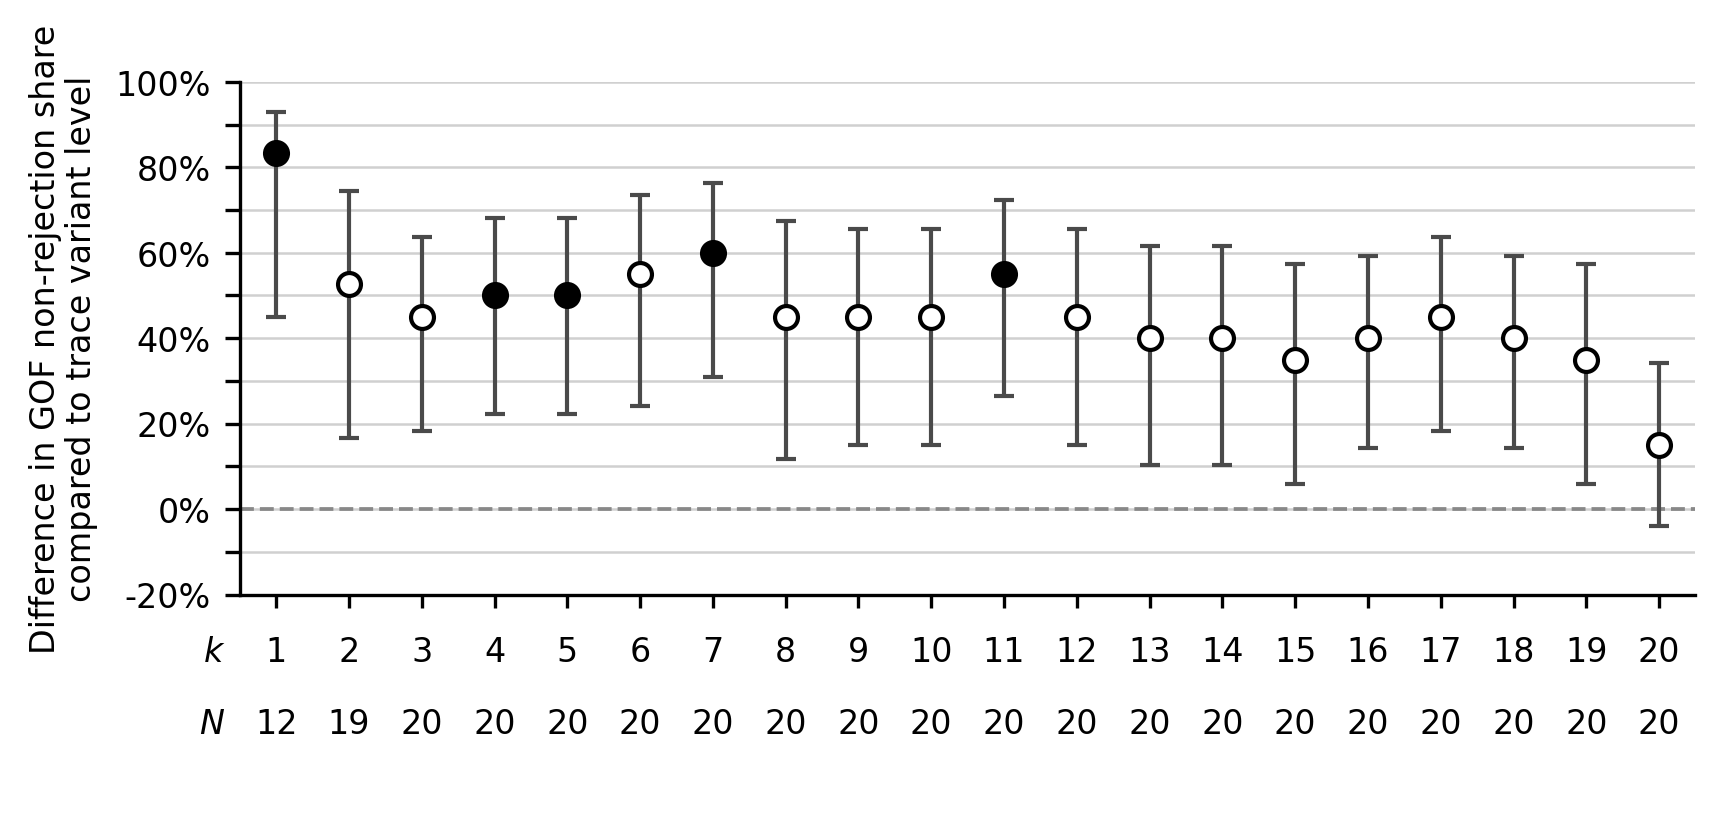 Difference in GOF non-rejection share
compared to trace variant level
100%
80%
60%
40%
20%
0%
-20%
k 1 2 3 4 5 6 7 8 9 10 11 12 13 14 15 16 17 18 19 20
N 12 19 20 20 20 20 20 20 20 20 20 20 20 20 20 20 20 20 20 20